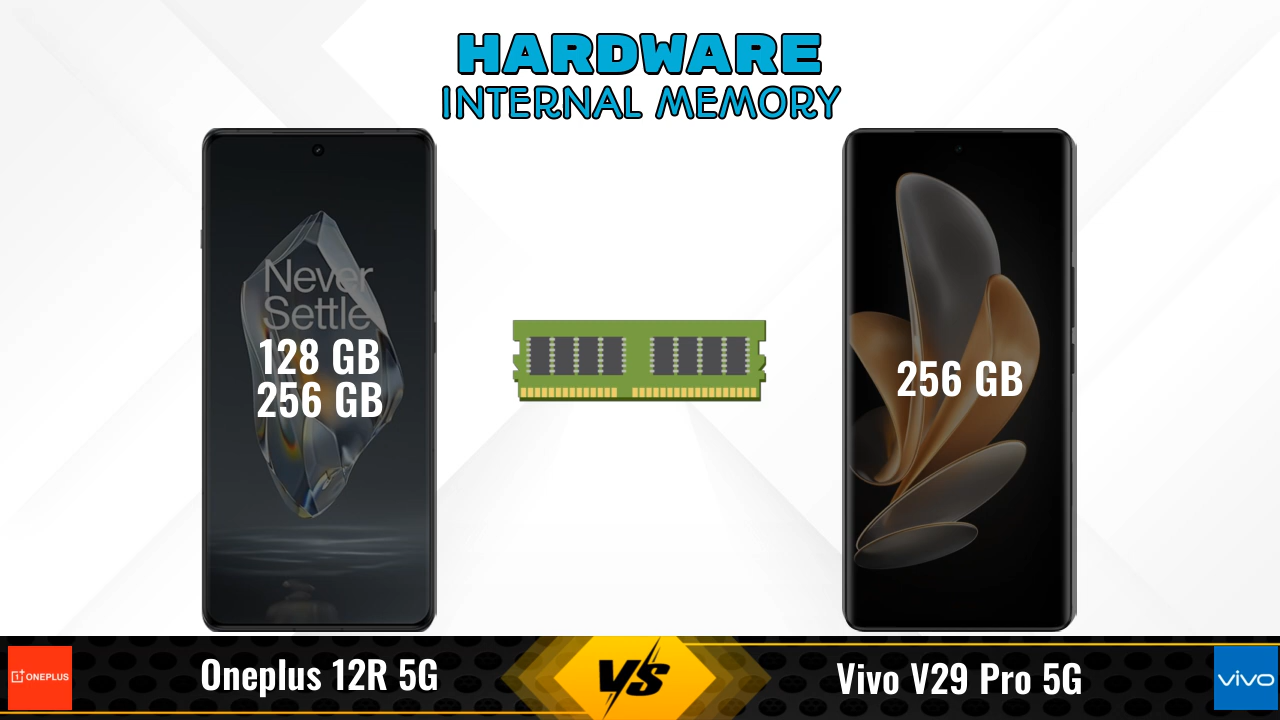 HARDWARE
INTERNAL MEMORY
Never
Settle
128 GB
256 GB
256 GB
ONEPLUS
Oneplus 12R 5G
VS
Vivo V29 Pro 5G
vivo